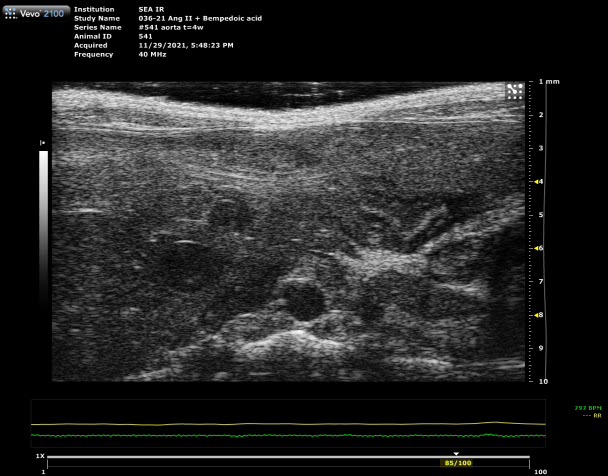 Vevo 2100
Institution SEA IR
Study Name 036-21 Ang II + Bempedoic acid
Series Name #541 aorta t=4w
Animal ID 541
Acquired 11/29/2021, 5:48:23 PM
Frequency 40 MHz
1 mm
2
3
4
5
6
7
8
9
10
BPM
--- RR
1X
85/100
1
100